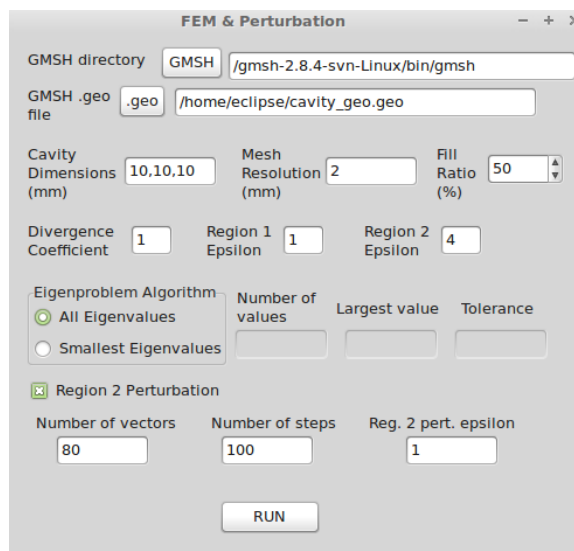 FEM & Perturbation
GMSH directory GMSH /gmsh-2.8.4-svn-Linux/bin/gmsh
GMSH .geo
file
.geo /home/eclipse/cavity_geo.geo
Cavity
Dimensions
(mm)
10,10,10
Mesh
Resolution
(mm)
2
Fill
Ratio
(%)
50
Divergence
Coefficient
1
Region 1
Epsilon
1
Region 2
Epsilon
4
Eigenproblem Algorithm
All Eigenvalues
Smallest Eigenvalues
Number of
values
Largest value
Tolerance
Region 2 Perturbation
Number of vectors Number of steps Reg. 2 pert. epsilon
80 100 1
RUN